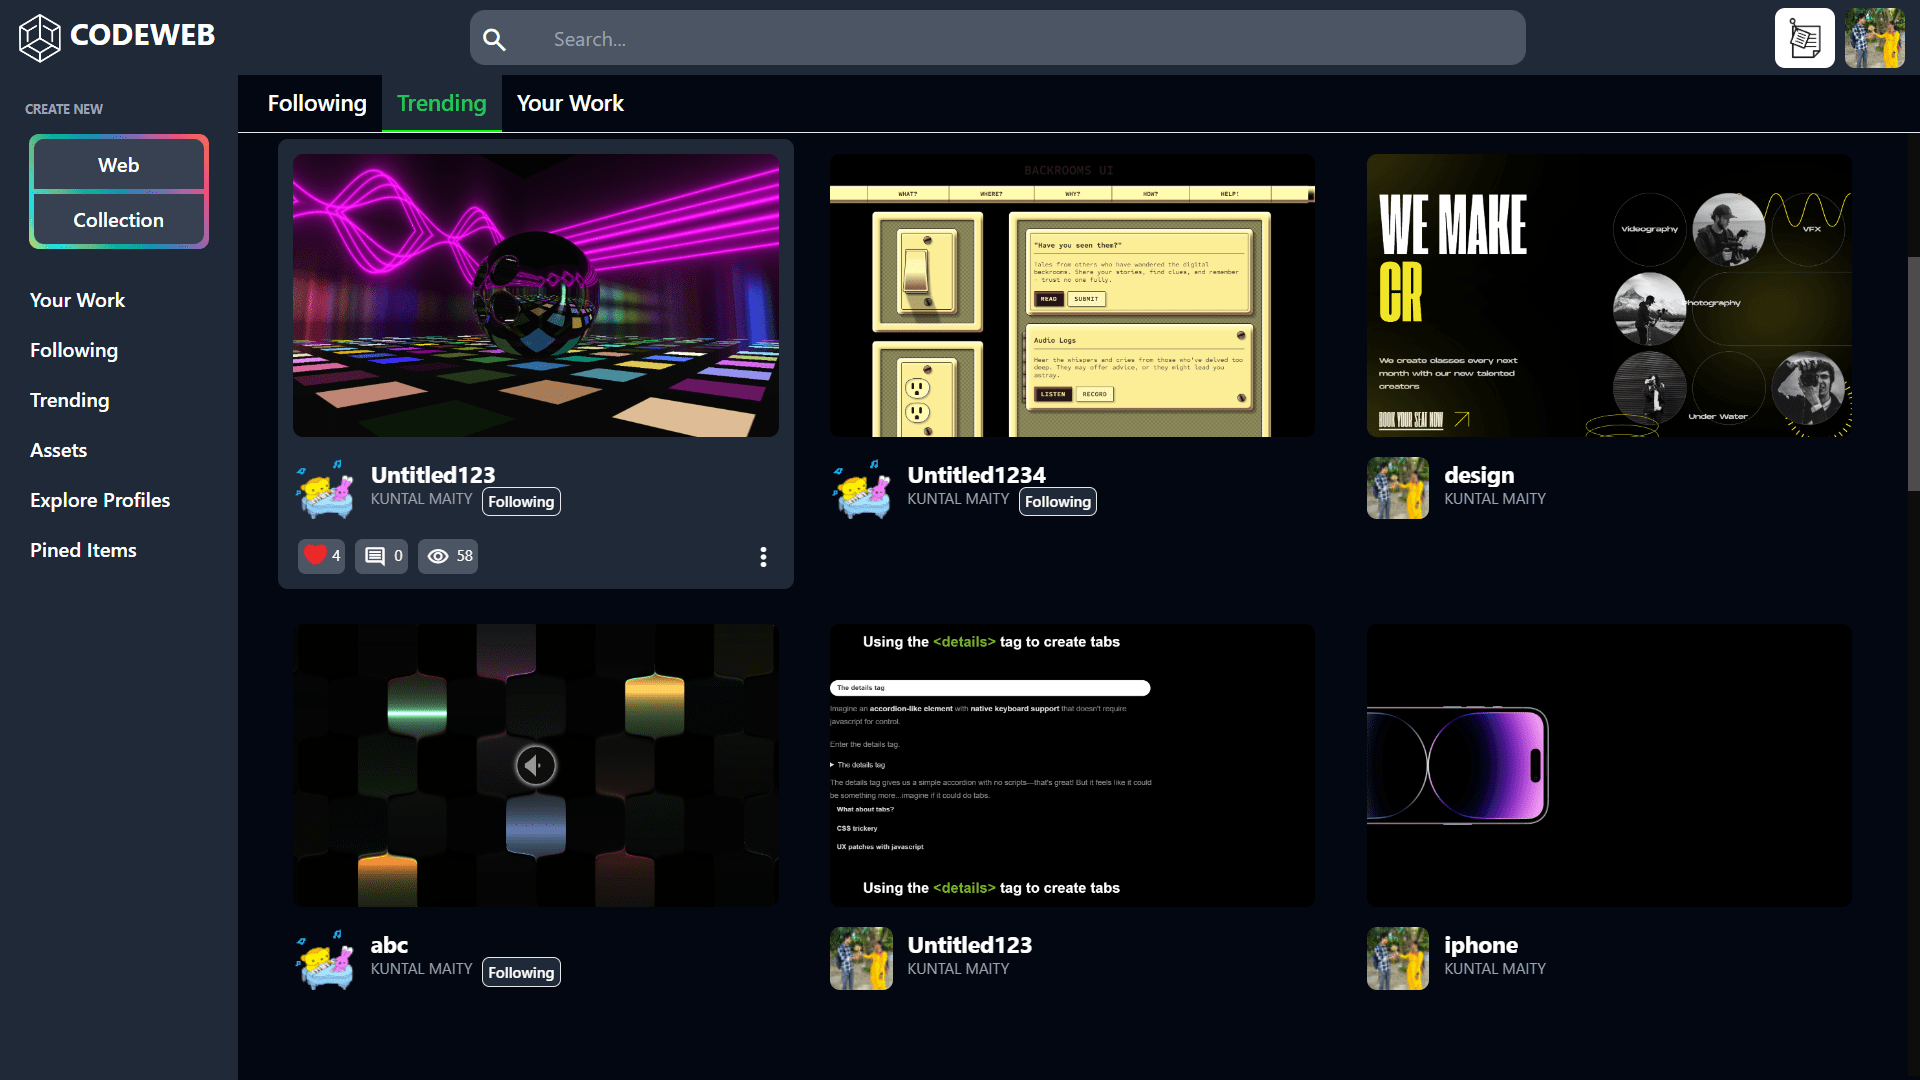 CODEWEB
Search...
CREATE NEW
Web
Collection
Your Work
Following
Trending
Assets
Explore Profiles
Pined Items
Following
Trending
Your Work
Untitled123
KUNTAL MAITY
Following
4
0
58
BACKROOMS UI
WHAT?
WHERE?
WHY?
HOW?
HELP!
"Have you seen them?"
Tales from others who have wandered the digital
backrooms. Share your stories, find clues, and remember
- trust no one fully.
READ
SUBMIT
Audio Logs
Hear the whispers and cries from those who've delved too
deep. They may offer advice, or they might lead you
astray.
LISTEN
RECORD
Untitled1234
KUNTAL MAITY
Following
WE MAKE
CR
We create classes every next
month with our new talented
creators
BOOK YOUR SEAT NOW
Videography
VFX
Photography
Under Water
design
KUNTAL MAITY
abc
KUNTAL MAITY
Following
Using the <details> tag to create tabs
The details tag
Imagine an accordion-like element with native keyboard support that doesn't require
javascript for control.
Enter the details tag.
The details tag
The details tag gives us a simple accordion with no scripts—that's great! But it feels like it could
be something more...imagine if it could do tabs.
What about tabs?
CSS trickery
UX patches with javascript
Using the <details> tag to create tabs
Untitled123
KUNTAL MAITY
iphone
KUNTAL MAITY